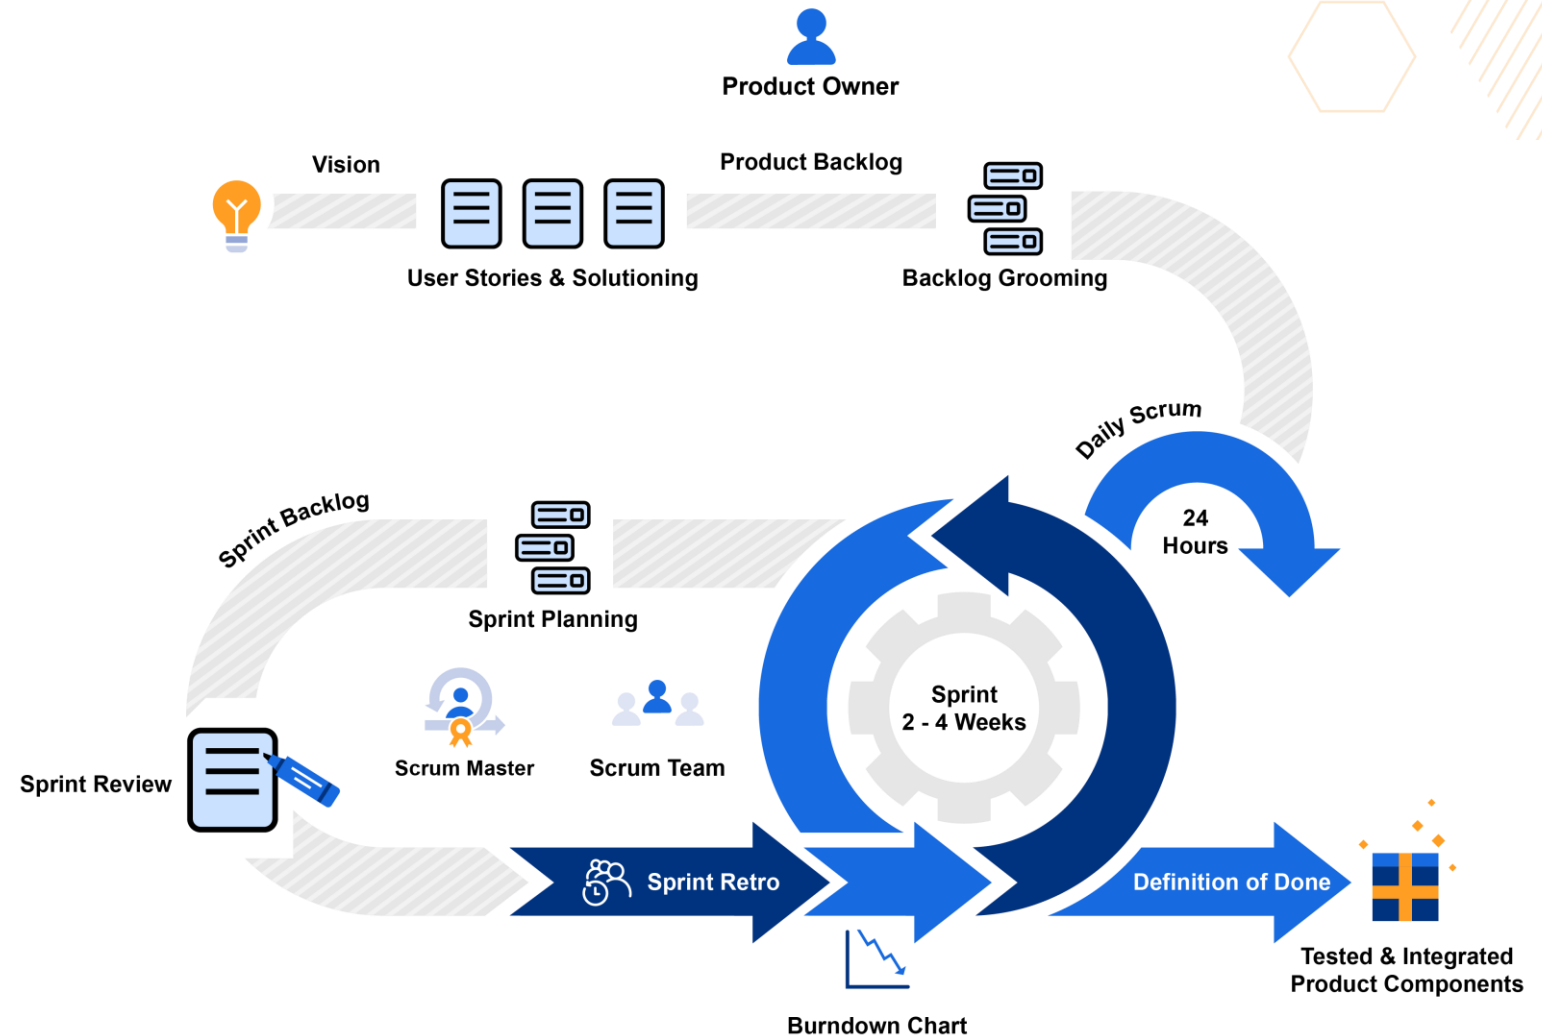 Product Owner
Vision
Product Backlog
User Stories & Solutioning
Backlog Grooming
Daily Scrum
24
Hours
Sprint Backlog
Sprint Planning
Sprint
2 - 4 Weeks
Scrum Master
Scrum Team
Sprint Review
Sprint Retro
Definition of Done
Tested & Integrated
Product Components
Burndown Chart